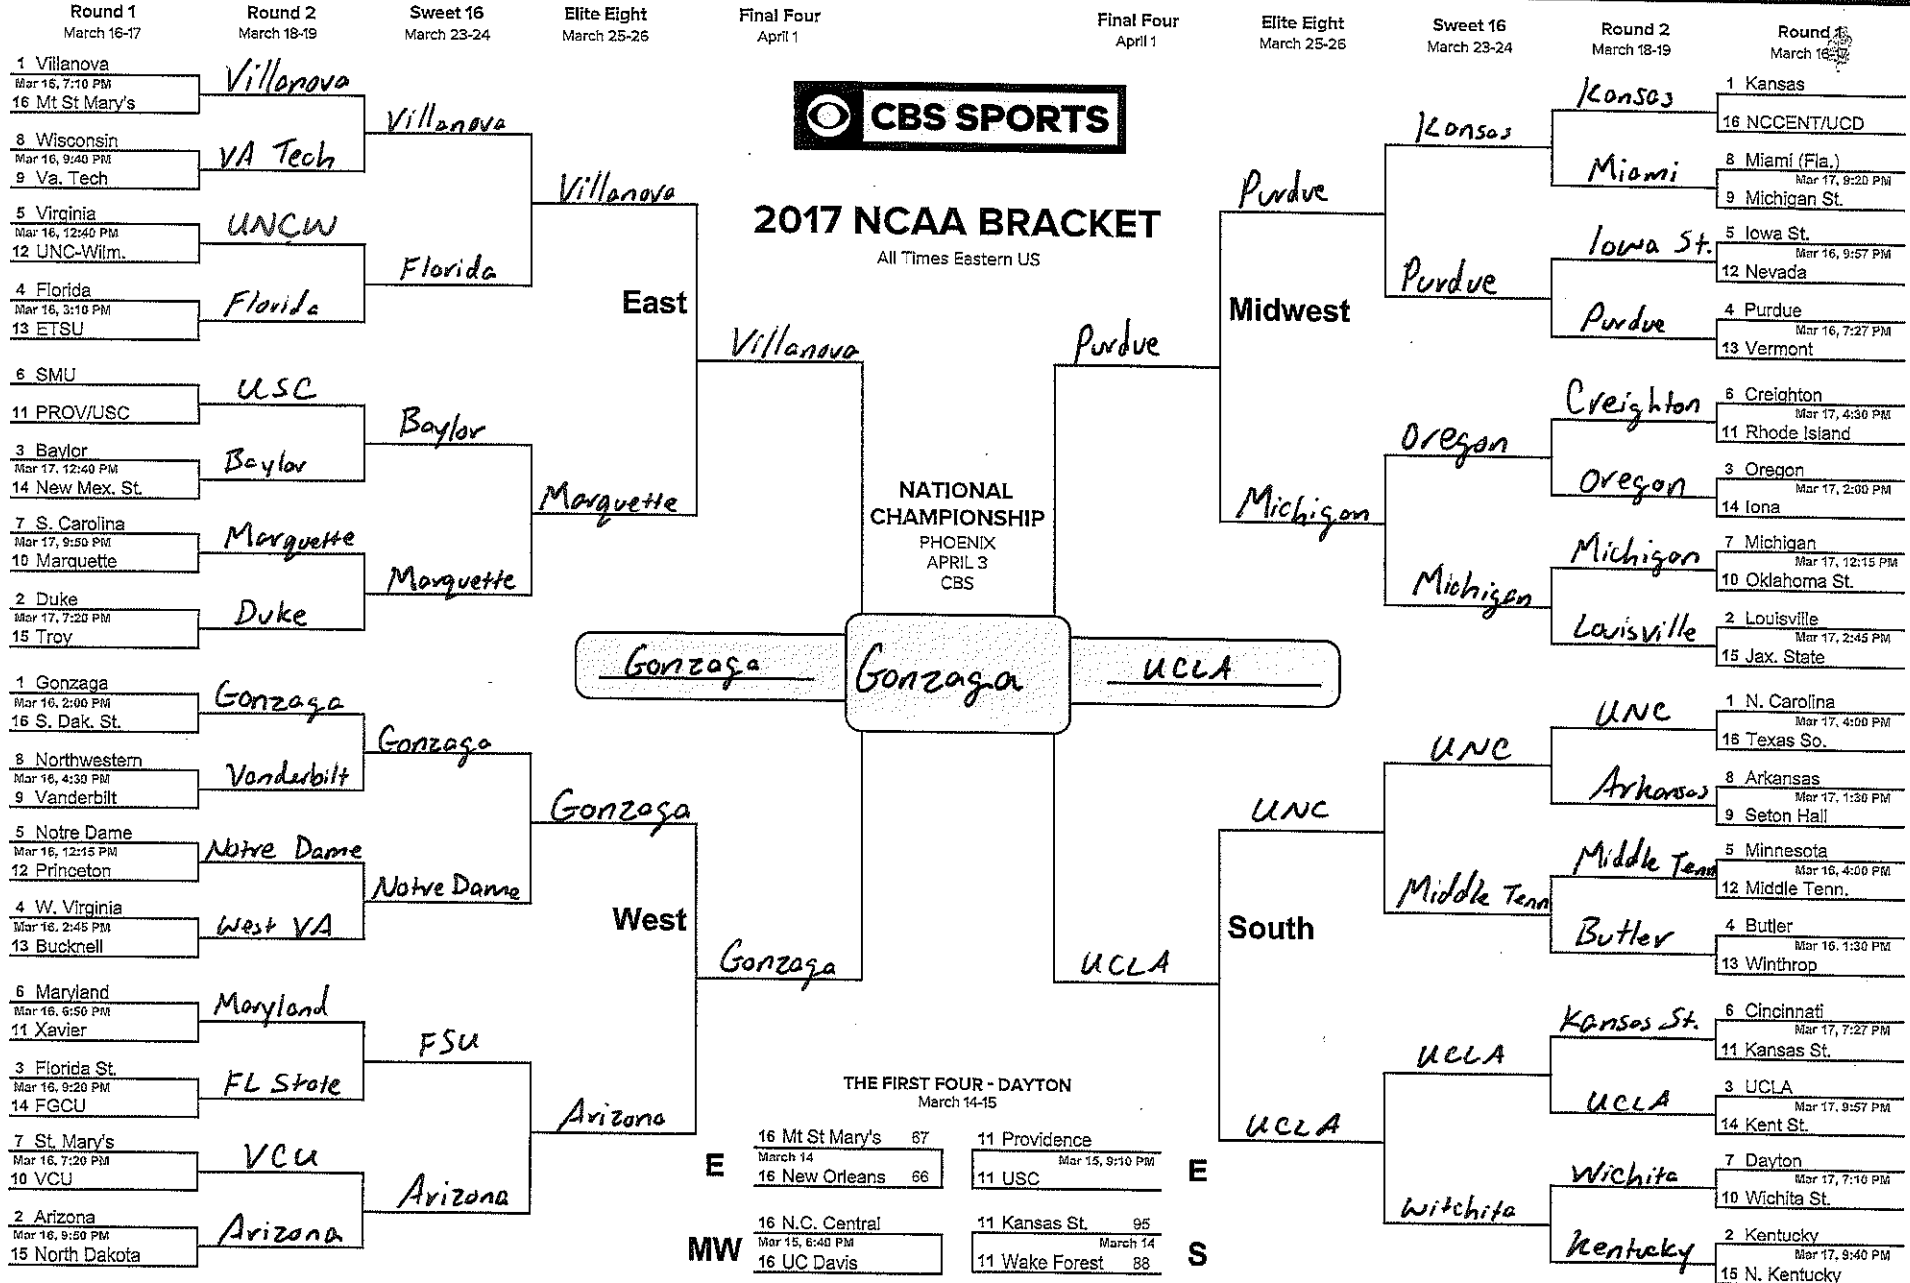 Round 1
March 16-17
Round 2
March 18-19
Sweet 16
March 23-24
Elite Eight
March 25-26
Final Four
April 1
Final Four
April 1
Elite Eight
March 25-26
Sweet 16
March 23-24
Round 2
March 18-19
Round 1
March 16-17
CBS SPORTS
2017 NCAA BRACKET
All Times Eastern US
1 Villanova
Mar 16, 7:10 PM
16 Mt St Mary's
8 Wisconsin
Mar 16, 9:40 PM
9 Va. Tech
5 Virginia
Mar 16, 12:40 PM
12 UNC-Wilm.
4 Florida
Mar 16, 3:10 PM
13 ETSU
6 SMU
11 PROV/USC
3 Baylor
Mar 17, 12:40 PM
14 New Mex. St.
7 S. Carolina
Mar 17, 9:50 PM
10 Marquette
2 Duke
Mar 17, 7:20 PM
15 Troy
Villanova
VA Tech
UNCW
Florida
USC
Baylor
Marquette
Duke
Villanova
Florida
Baylor
Marquette
Villanova
Marquette
East
Villanova
1 Gonzaga
Mar 16, 2:00 PM
16 S. Dak. St.
8 Northwestern
Mar 16, 4:30 PM
9 Vanderbilt
5 Notre Dame
Mar 16, 12:15 PM
12 Princeton
4 W. Virginia
Mar 16, 2:45 PM
13 Bucknell
6 Maryland
Mar 16, 6:50 PM
11 Xavier
3 Florida St.
Mar 16, 9:20 PM
14 FGCU
7 St. Mary's
Mar 16, 7:20 PM
10 VCU
2 Arizona
Mar 16, 9:50 PM
15 North Dakota
Gonzaga
Vanderbilt
Notre Dame
West VA
Maryland
FL State
VCU
Arizona
Gonzaga
Notre Dame
FSU
Arizona
Gonzaga
Arizona
West
Gonzaga
NATIONAL
CHAMPIONSHIP
PHOENIX
APRIL 3
CBS
Gonzaga
Gonzaga
UCLA
Purdue
Midwest
Purdue
Michigan
Kansas
Purdue
Oregon
Michigan
Kansas
Miami
Iowa St.
Purdue
Creighton
Oregon
Michigan
Louisville
1 Kansas
16 NCCENT/UCD
8 Miami (Fla.)
Mar 17, 9:20 PM
9 Michigan St.
5 Iowa St.
Mar 16, 9:57 PM
12 Nevada
4 Purdue
Mar 16, 7:27 PM
13 Vermont
6 Creighton
Mar 17, 4:30 PM
11 Rhode Island
3 Oregon
Mar 17, 2:00 PM
14 Iona
7 Michigan
Mar 17, 12:15 PM
10 Oklahoma St.
2 Louisville
Mar 17, 2:45 PM
15 Jax. State
UCLA
South
UNC
UCLA
UNC
Middle Tenn
UCLA
Witchita
UNC
Arkansas
Middle Tenn
Butler
Kansas St.
UCLA
Wichita
Kentucky
1 N. Carolina
Mar 17, 4:00 PM
16 Texas So.
8 Arkansas
Mar 17, 1:30 PM
9 Seton Hall
5 Minnesota
Mar 16, 4:00 PM
12 Middle Tenn.
4 Butler
Mar 16, 1:30 PM
13 Winthrop
6 Cincinnati
Mar 17, 7:27 PM
11 Kansas St.
3 UCLA
Mar 17, 9:57 PM
14 Kent St.
7 Dayton
Mar 17, 7:10 PM
10 Wichita St.
2 Kentucky
Mar 17, 9:40 PM
15 N. Kentucky
THE FIRST FOUR - DAYTON
March 14-15
E
16 Mt St Mary's 67
March 14
16 New Orleans 66
11 Providence
Mar 15, 9:10 PM
11 USC
E
MW
16 N.C. Central
Mar 15, 6:40 PM
16 UC Davis
11 Kansas St. 95
March 14
11 Wake Forest 88
S